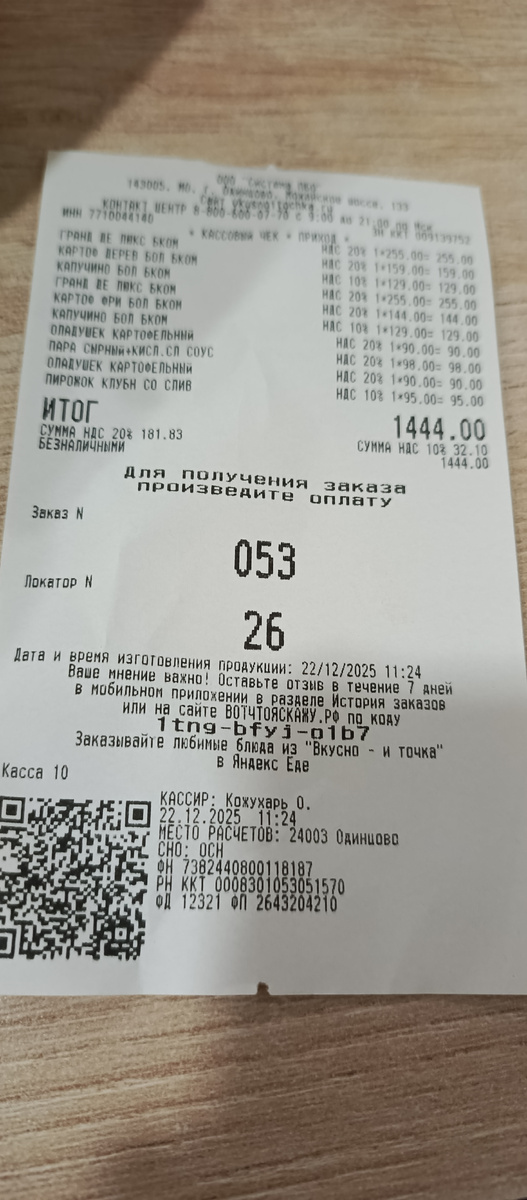 ООО "Система ПБО"
143005, МО, г. Одинцово, Можайское шоссе, 133
Сайт vkusnoitochka.ru
КОНТАКТ ЦЕНТР 8-800-600-07-70 с 9:00 до 21:00 по Мск
ИНН 7710044140 ЗН ККТ 009139752
* КАССОВЫЙ ЧЕК * ПРИХОД *
ГРАНД ДЕ ЛЮКС БКОМ НДС 20% 1*255.00= 255.00
КАРТОФ ДЕРЕВ БОЛ БКОМ НДС 20% 1*159.00= 159.00
КАПУЧИНО БОЛ БКОМ НДС 10% 1*129.00= 129.00
ГРАНД ДЕ ЛЮКС БКОМ НДС 20% 1*255.00= 255.00
КАРТОФ ФРИ БОЛ БКОМ НДС 20% 1*144.00= 144.00
КАПУЧИНО БОЛ БКОМ НДС 10% 1*129.00= 129.00
ОЛАДУШЕК КАРТОФЕЛЬНЫЙ НДС 20% 1*90.00= 90.00
ПАРА СЫРНЫЙ+КИСЛ.СЛ СОУС НДС 20% 1*98.00= 98.00
ОЛАДУШЕК КАРТОФЕЛЬНЫЙ НДС 20% 1*90.00= 90.00
ПИРОЖОК КЛУБН СО СЛИВ НДС 10% 1*95.00= 95.00
ИТОГ 1444.00
СУММА НДС 20% 181.83 СУММА НДС 10% 32.10
БЕЗНАЛИЧНЫМИ 1444.00
Для получения заказа
произведите оплату
Заказ N
053
Локатор N
26
Дата и время изготовления продукции: 22/12/2025 11:24
Ваше мнение важно! Оставьте отзыв в течение 7 дней
в мобильном приложении в разделе История заказов
или на сайте ВОТЧТОЯСКАЖУ.РФ по коду
1tng-bfyj-o1b7
Заказывайте любимые блюда из "Вкусно - и точка"
в Яндекс Еде
Касса 10
КАССИР: Кожухарь О.
22.12.2025 11:24
МЕСТО РАСЧЕТОВ: 24003 Одинцово
СНО: ОСН
ФН 7382440800118187
РН ККТ 0008301053051570
ФД 12321 ФП 2643204210